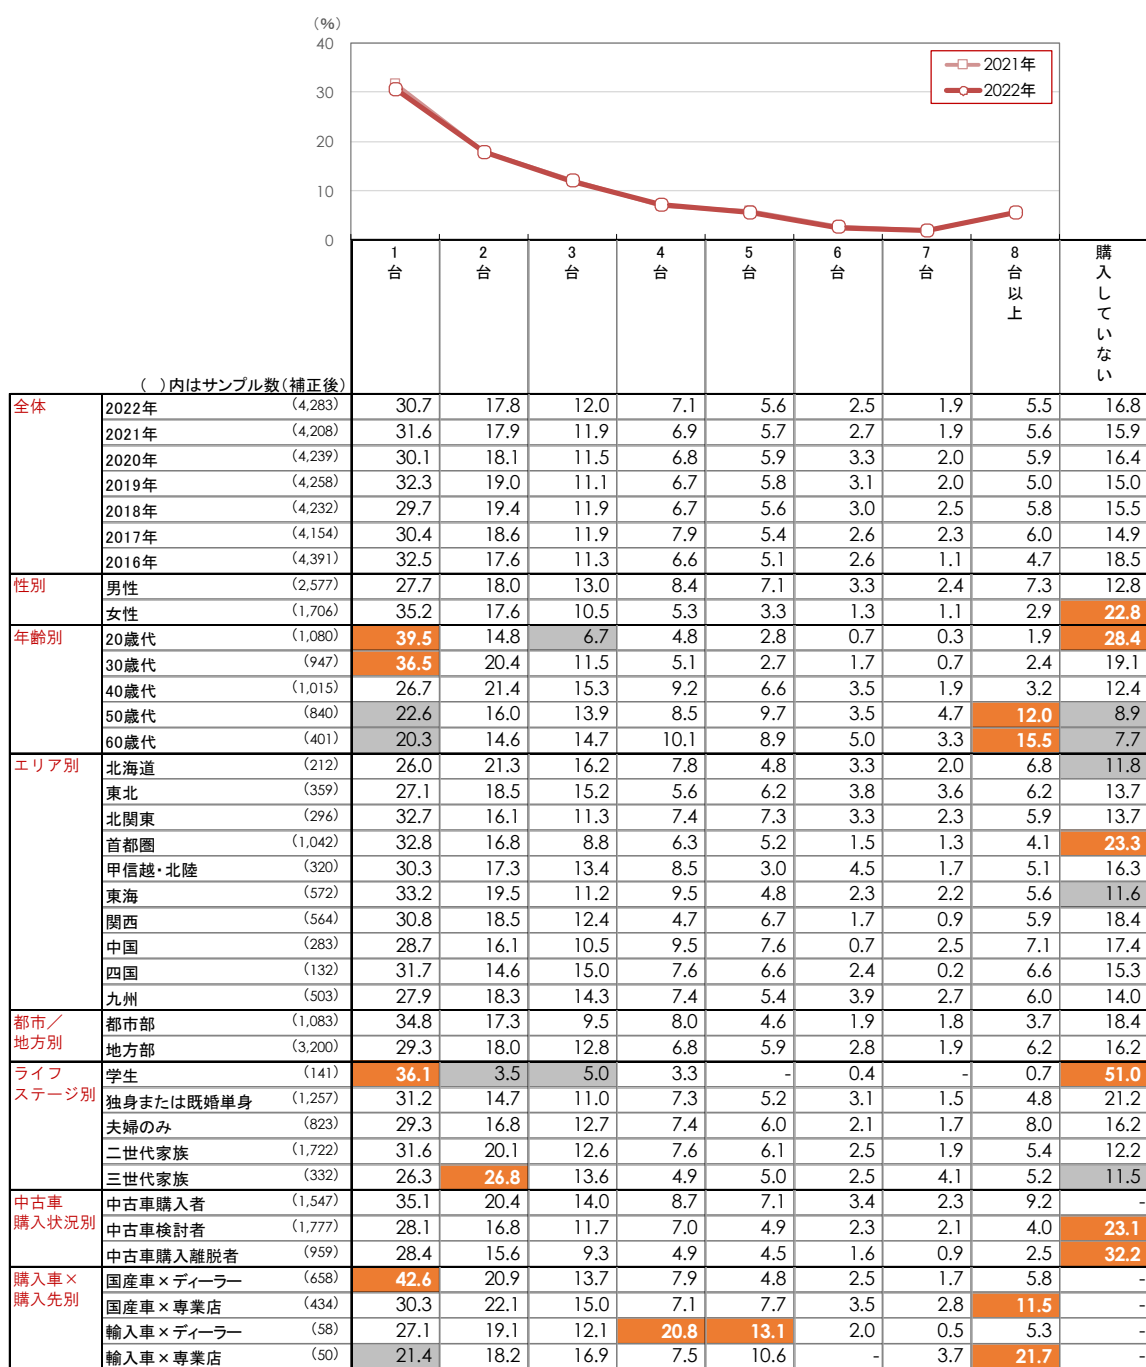 (%)
40
30
20
10
0
2021年
2022年
1台
2台
3台
4台
5台
6台
7台
8台以上
購入していない
( )内はサンプル数(補正後)
全体 2022年 (4,283) 30.7 17.8 12.0 7.1 5.6 2.5 1.9 5.5 16.8
2021年 (4,208) 31.6 17.9 11.9 6.9 5.7 2.7 1.9 5.6 15.9
2020年 (4,239) 30.1 18.1 11.5 6.8 5.9 3.3 2.0 5.9 16.4
2019年 (4,258) 32.3 19.0 11.1 6.7 5.8 3.1 2.0 5.0 15.0
2018年 (4,232) 29.7 19.4 11.9 6.7 5.6 3.0 2.5 5.8 15.5
2017年 (4,154) 30.4 18.6 11.9 7.9 5.4 2.6 2.3 6.0 14.9
2016年 (4,391) 32.5 17.6 11.3 6.6 5.1 2.6 1.1 4.7 18.5
性別 男性 (2,577) 27.7 18.0 13.0 8.4 7.1 3.3 2.4 7.3 12.8
女性 (1,706) 35.2 17.6 10.5 5.3 3.3 1.3 1.1 2.9 22.8
年齢別 20歳代 (1,080) 39.5 14.8 6.7 4.8 2.8 0.7 0.3 1.9 28.4
30歳代 (947) 36.5 20.4 11.5 5.1 2.7 1.7 0.7 2.4 19.1
40歳代 (1,015) 26.7 21.4 15.3 9.2 6.6 3.5 1.9 3.2 12.4
50歳代 (840) 22.6 16.0 13.9 8.5 9.7 3.5 4.7 12.0 8.9
60歳代 (401) 20.3 14.6 14.7 10.1 8.9 5.0 3.3 15.5 7.7
エリア別 北海道 (212) 26.0 21.3 16.2 7.8 4.8 3.3 2.0 6.8 11.8
東北 (359) 27.1 18.5 15.2 5.6 6.2 3.8 3.6 6.2 13.7
北関東 (296) 32.7 16.1 11.3 7.4 7.3 3.3 2.3 5.9 13.7
首都圏 (1,042) 32.8 16.8 8.8 6.3 5.2 1.5 1.3 4.1 23.3
甲信越・北陸 (320) 30.3 17.3 13.4 8.5 3.0 4.5 1.7 5.1 16.3
東海 (572) 33.2 19.5 11.2 9.5 4.8 2.3 2.2 5.6 11.6
関西 (564) 30.8 18.5 12.4 4.7 6.7 1.7 0.9 5.9 18.4
中国 (283) 28.7 16.1 10.5 9.5 7.6 0.7 2.5 7.1 17.4
四国 (132) 31.7 14.6 15.0 7.6 6.6 2.4 0.2 6.6 15.3
九州 (503) 27.9 18.3 14.3 7.4 5.4 3.9 2.7 6.0 14.0
都市／ 都市部 (1,083) 34.8 17.3 9.5 8.0 4.6 1.9 1.8 3.7 18.4
地方別 地方部 (3,200) 29.3 18.0 12.8 6.8 5.9 2.8 1.9 6.2 16.2
ライフ 学生 (141) 36.1 3.5 5.0 3.3 - 0.4 - 0.7 51.0
ステージ別 独身または既婚単身 (1,257) 31.2 14.7 11.0 7.3 5.2 3.1 1.5 4.8 21.2
夫婦のみ (823) 29.3 16.8 12.7 7.4 6.0 2.1 1.7 8.0 16.2
二世代家族 (1,722) 31.6 20.1 12.6 7.6 6.1 2.5 1.9 5.4 12.2
三世代家族 (332) 26.3 26.8 13.6 4.9 5.0 2.5 4.1 5.2 11.5
中古車 中古車購入者 (1,547) 35.1 20.4 14.0 8.7 7.1 3.4 2.3 9.2 -
購入状況別 中古車検討者 (1,777) 28.1 16.8 11.7 7.0 4.9 2.3 2.1 4.0 23.1
中古車購入離脱者 (959) 28.4 15.6 9.3 4.9 4.5 1.6 0.9 2.5 32.2
購入車× 国産車×ディーラー (658) 42.6 20.9 13.7 7.9 4.8 2.5 1.7 5.8 -
購入先別 国産車×専業店 (434) 30.3 22.1 15.0 7.1 7.7 3.5 2.8 11.5 -
輸入車×ディーラー (58) 27.1 19.1 12.1 20.8 13.1 2.0 0.5 5.3 -
輸入車×専業店 (50) 21.4 18.2 16.9 7.5 10.6 - 3.7 21.7 -